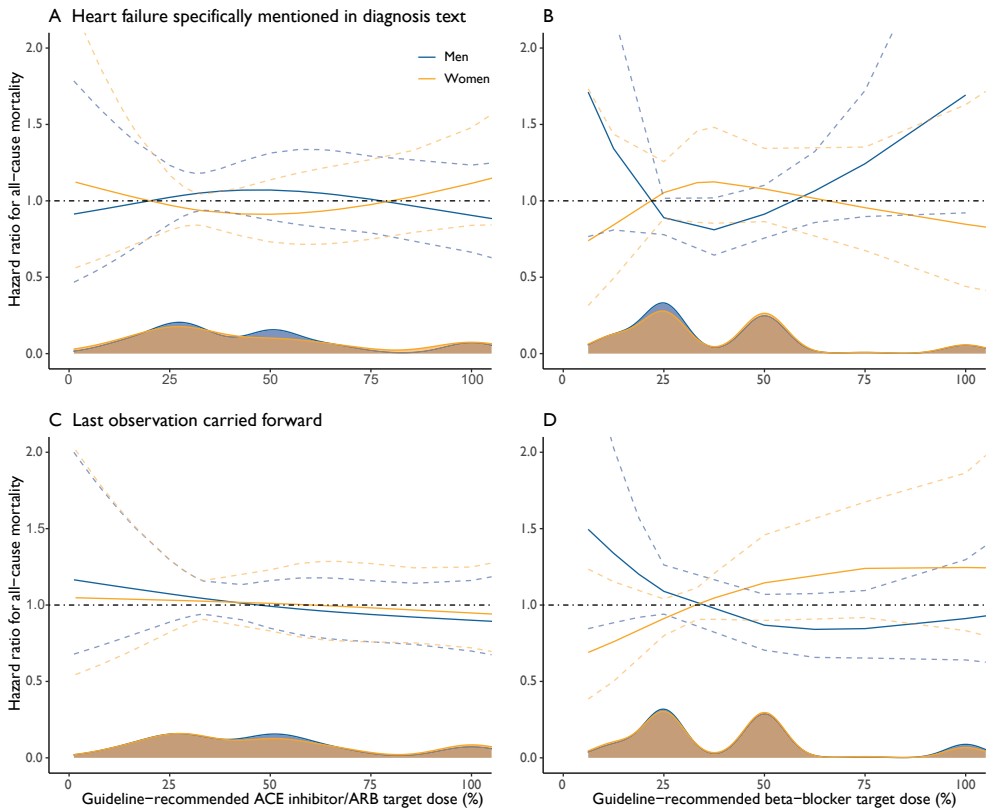 A Heart failure specifically mentioned in diagnosis text
B
Hazard ratio for all−cause mortality
2.0
1.5
1.0
0.5
0.0
Men
Women
0 25 50 75 100
2.0
1.5
1.0
0.5
0.0
0 25 50 75 100
C Last observation carried forward
D
Hazard ratio for all−cause mortality
2.0
1.5
1.0
0.5
0.0
0 25 50 75 100
Guideline−recommended ACE inhibitor/ARB target dose (%)
2.0
1.5
1.0
0.5
0.0
0 25 50 75 100
Guideline−recommended beta−blocker target dose (%)